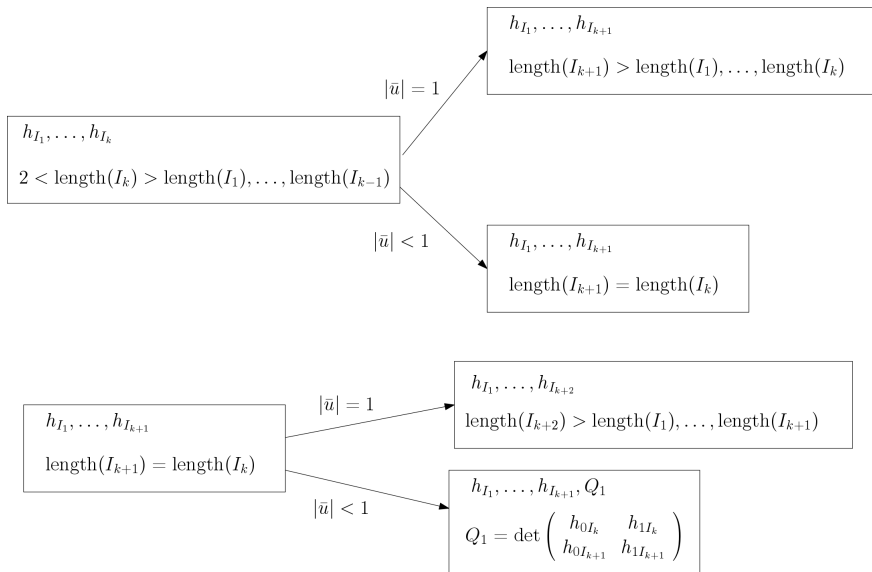 h_{I_1}, . . . , h_{I_{k+1}}
length(I_{k+1}) > length(I_1), . . . , length(I_k)
|ū| = 1
h_{I_1}, . . . , h_{I_k}
2 < length(I_k) > length(I_1), . . . , length(I_{k−1})
|ū| < 1
h_{I_1}, . . . , h_{I_{k+1}}
length(I_{k+1}) = length(I_k)
h_{I_1}, . . . , h_{I_{k+2}}
length(I_{k+2}) > length(I_1), . . . , length(I_{k+1})
|ū| = 1
h_{I_1}, . . . , h_{I_{k+1}}
length(I_{k+1}) = length(I_k)
|ū| < 1
h_{I_1}, . . . , h_{I_{k+1}}, Q_1
Q_1 = det ( h_{0I_k} h_{1I_k}
h_{0I_{k+1}} h_{1I_{k+1}} )